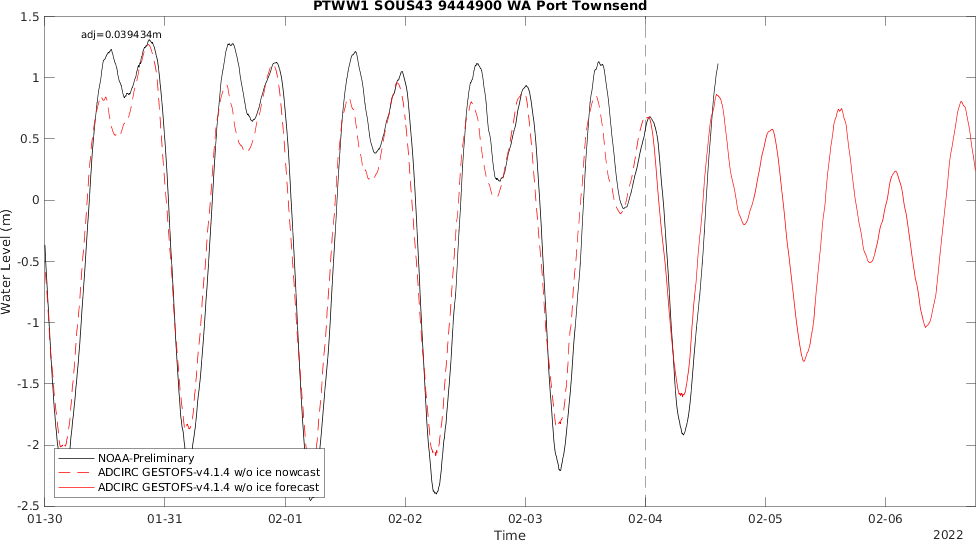 PTWW1 SOUS43 9444900 WA Port Townsend
adj=0.039434m
1.5
1
0.5
0
-0.5
-1
-1.5
-2
-2.5
Water Level (m)
NOAA-Preliminary
ADCIRC GESTOFS-v4.1.4 w/o ice nowcast
ADCIRC GESTOFS-v4.1.4 w/o ice forecast
01-30 01-31 02-01 02-02 02-03 02-04 02-05 02-06
Time
2022